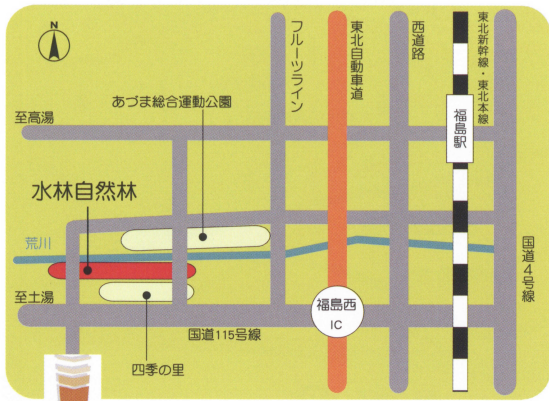 N
フルーツライン
東北自動車道
西道路
東北新幹線・東北本線
あづま総合運動公園
至高湯
福島駅
水林自然林
荒川
国道4号線
至土湯
福島西
IC
国道115号線
四季の里